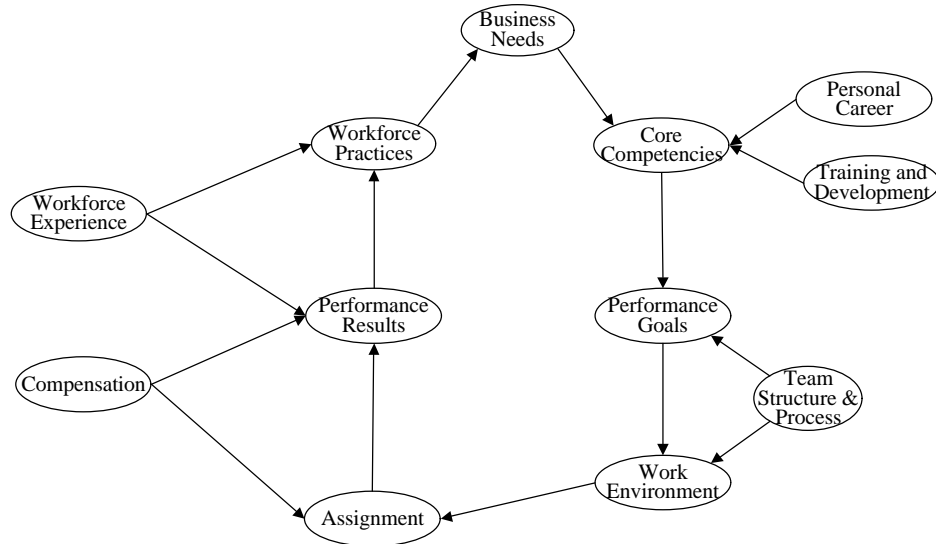 Business
Needs
Personal
Career
Workforce
Practices
Core
Competencies
Training and
Development
Workforce
Experience
Performance
Results
Performance
Goals
Compensation
Team
Structure &
Process
Work
Environment
Assignment